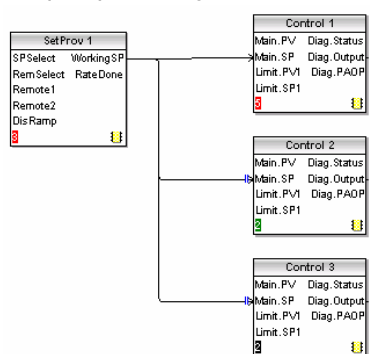 SetProv 1
SPSelect WorkingSP
RemSelect RateDone
Remote1
Remote2
DisRamp
3
Control 1
Main.PV Diag.Status
Main.SP Diag.Output
Limit.PV1 Diag.PAOP
Limit.SP1
5
Control 2
Main.PV Diag.Status
Main.SP Diag.Output
Limit.PV1 Diag.PAOP
Limit.SP1
2
Control 3
Main.PV Diag.Status
Main.SP Diag.Output
Limit.PV1 Diag.PAOP
Limit.SP1
2